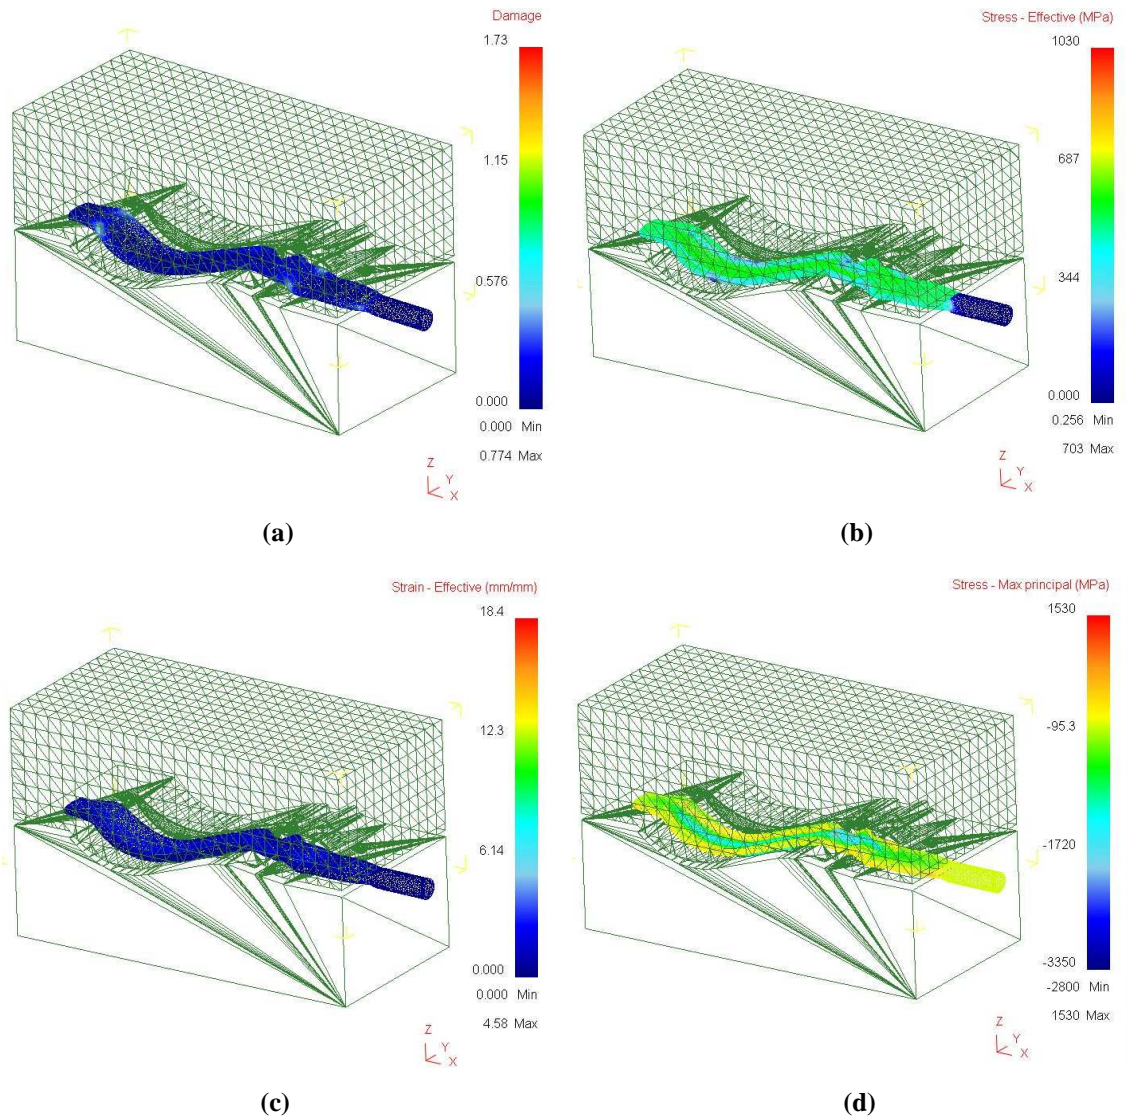 Damage
1.73
1.15
0.576
0.000
0.000 Min
0.774 Max
Z
Y
X
(a)
Stress - Effective (MPa)
1030
687
344
0.000
0.256 Min
703 Max
Z
Y
X
(b)
Strain - Effective (mm/mm)
18.4
12.3
6.14
0.000
0.000 Min
4.58 Max
Z
Y
X
(c)
Stress - Max principal (MPa)
1530
-95.3
-1720
-3350
-2800 Min
1530 Max
Z
Y
X
(d)